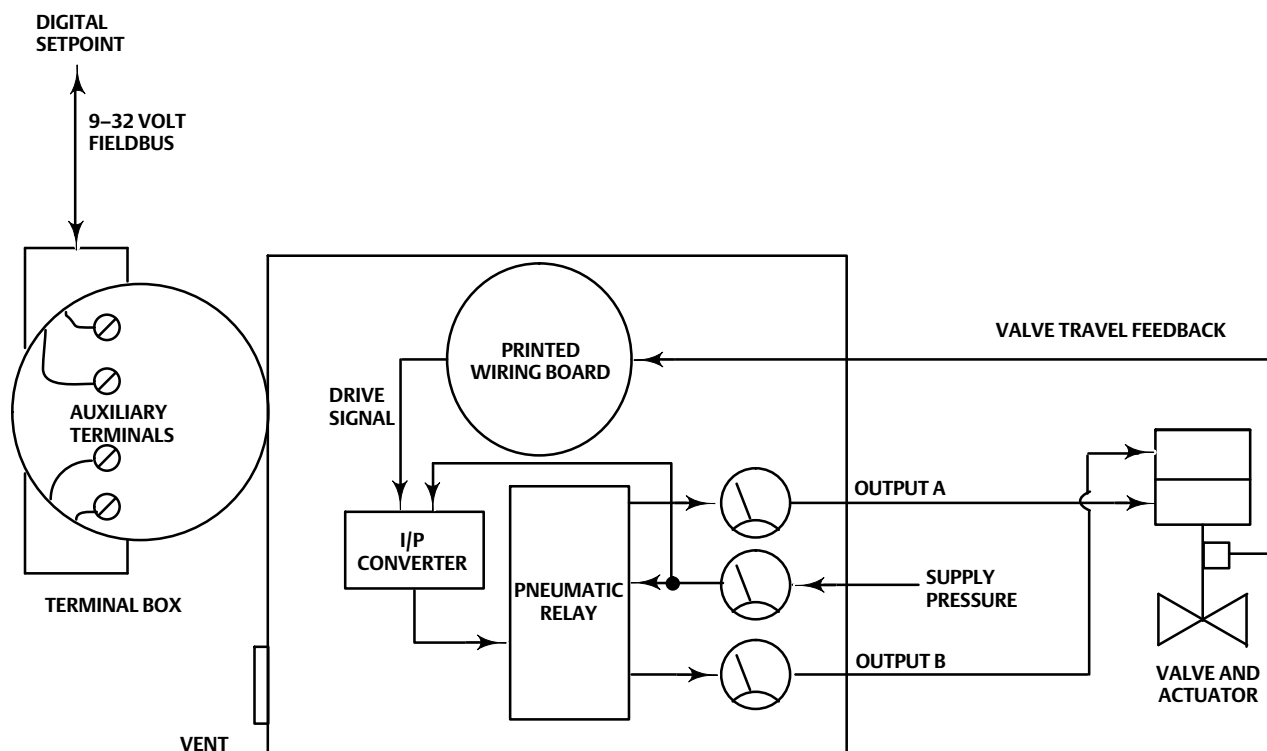 DIGITAL
SETPOINT
9–32 VOLT
FIELDBUS
AUXILIARY
TERMINALS
TERMINAL BOX
VENT
PRINTED
WIRING BOARD
DRIVE
SIGNAL
I/P
CONVERTER
PNEUMATIC
RELAY
VALVE TRAVEL FEEDBACK
OUTPUT A
SUPPLY
PRESSURE
OUTPUT B
VALVE AND
ACTUATOR